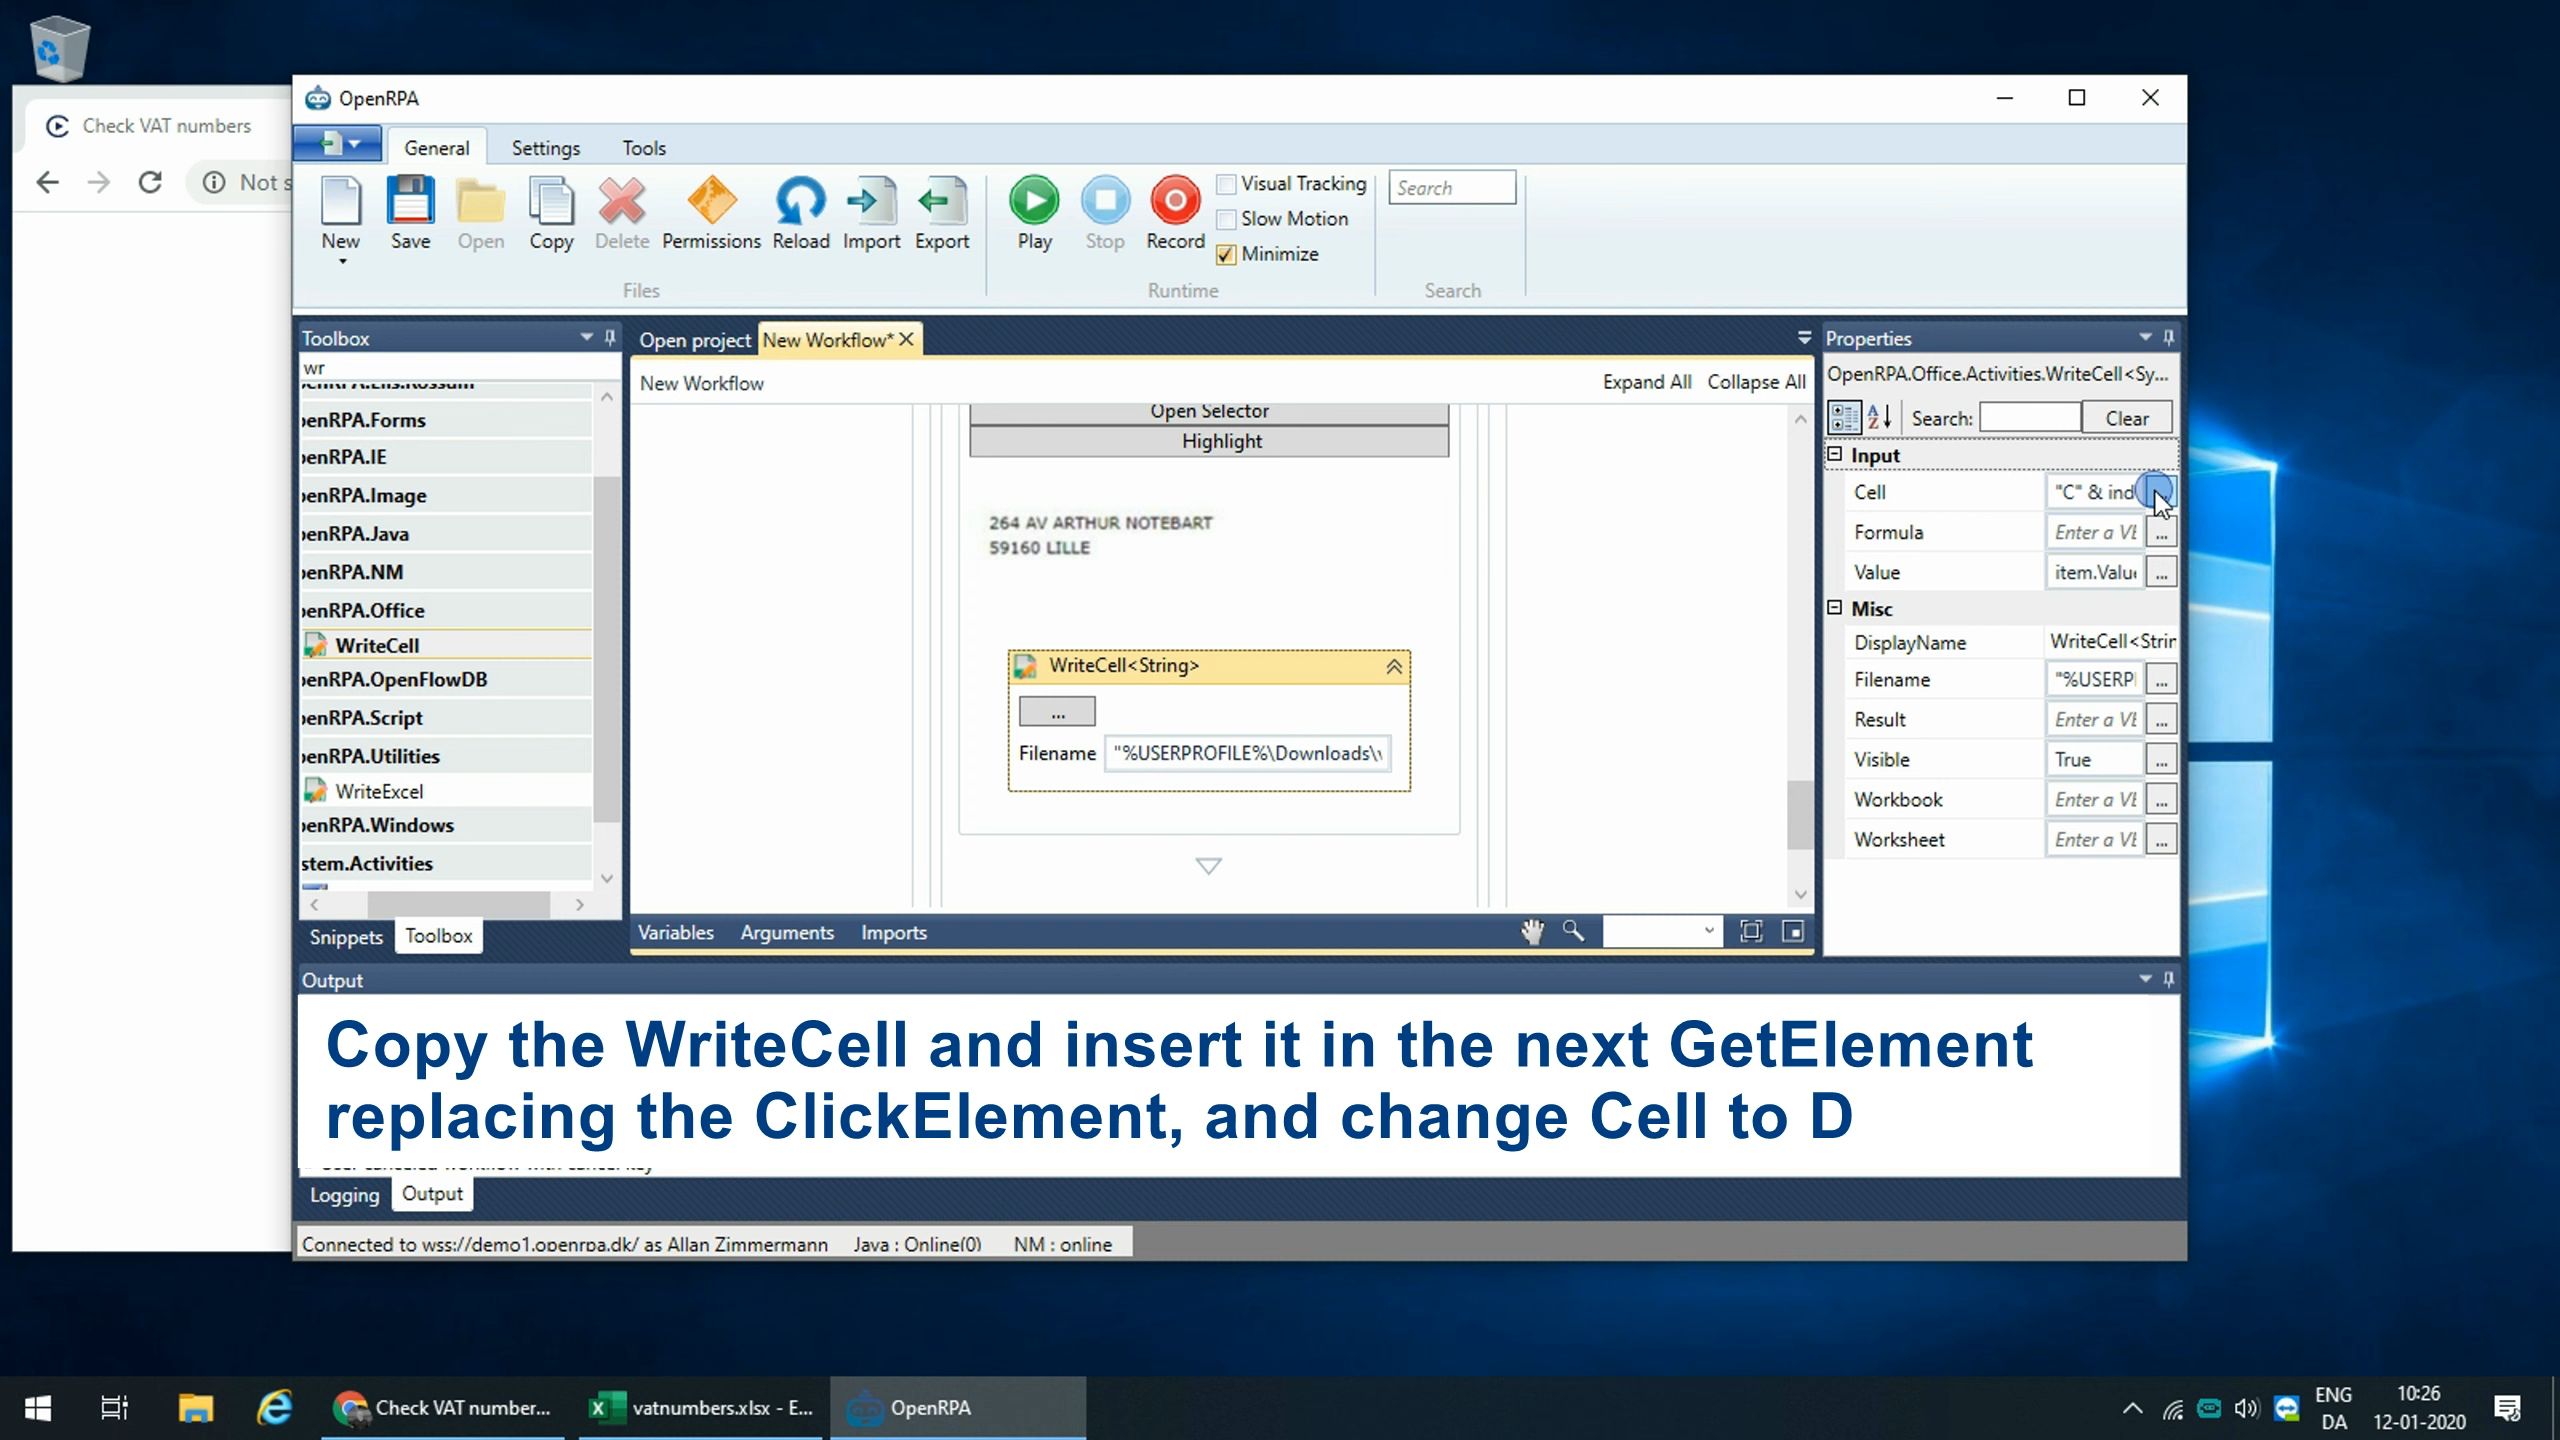 Check VAT numbers
Not s
OpenRPA
General
Settings
Tools
New
Save
Open
Copy
Delete
Permissions
Reload
Import
Export
Files
Play
Stop
Record
Visual Tracking
Slow Motion
Minimize
Runtime
Search
Search
Toolbox
wr
enRPA.Forms
enRPA.IE
enRPA.Image
enRPA.Java
enRPA.NM
enRPA.Office
WriteCell
enRPA.OpenFlowDB
enRPA.Script
enRPA.Utilities
WriteExcel
enRPA.Windows
stem.Activities
Snippets
Toolbox
Open project
New Workflow*
New Workflow
Expand All
Collapse All
Open Selector
Highlight
264 AV ARTHUR NOTEBART
59160 LILLE
WriteCell<String>
...
Filename "%USERPROFILE%\Downloads\
Variables
Arguments
Imports
Properties
OpenRPA.Office.Activities.WriteCell<Sy...
Search:
Clear
Input
Cell "C" & ind
Formula Enter a VB ...
Value item.Valu ...
Misc
DisplayName WriteCell<Strin
Filename "%USERP ...
Result Enter a VB ...
Visible True ...
Workbook Enter a VB ...
Worksheet Enter a VB ...
Output
Copy the WriteCell and insert it in the next GetElement
replacing the ClickElement, and change Cell to D
Logging
Output
Connected to wss://demo1.openrpa.dk/ as Allan Zimmermann
Java : Online(0)
NM : online
Check VAT number...
vatnumbers.xlsx - E...
OpenRPA
ENG
DA
10:26
12-01-2020